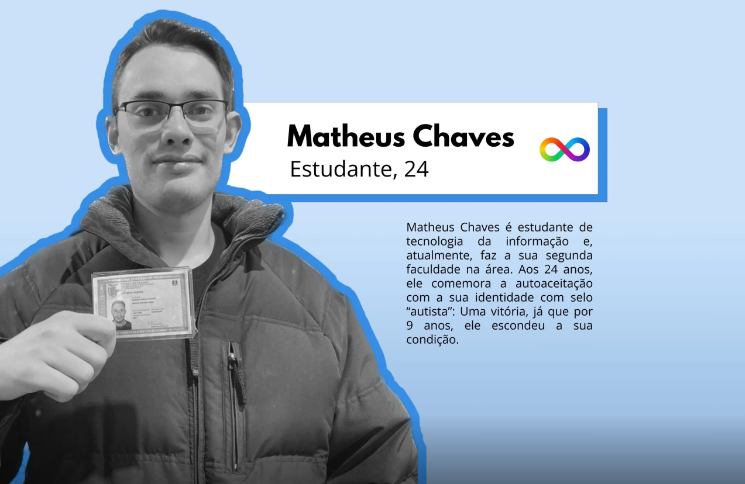 Matheus Chaves
Estudante, 24
Matheus Chaves é estudante de
tecnologia da informação e,
atualmente, faz a sua segunda
faculdade na área. Aos 24 anos,
ele comemora a autoaceitação
com a sua identidade com selo
“autista”: Uma vitória, já que por
9 anos, ele escondeu a sua
condição.